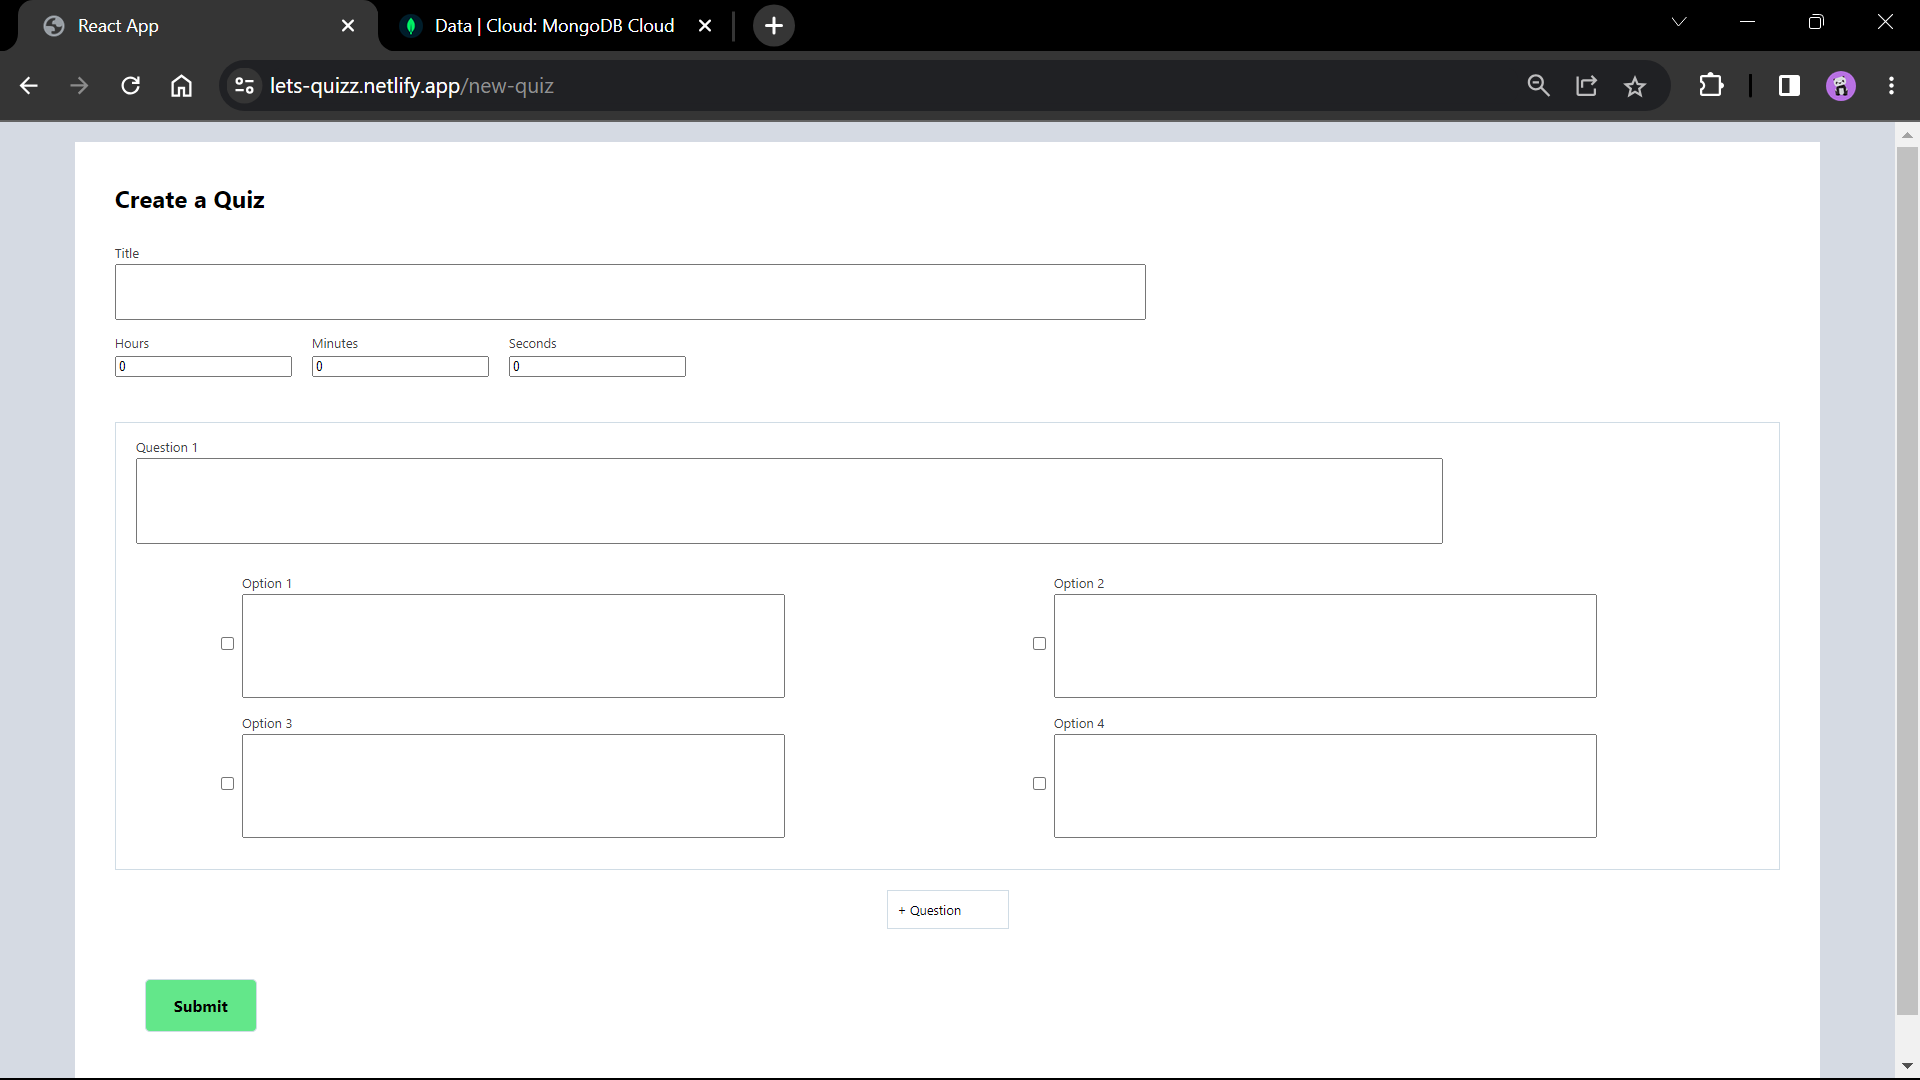 React App
Data | Cloud: MongoDB Cloud
lets-quizz.netlify.app/new-quiz
Create a Quiz
Title
Hours Minutes Seconds
0 0 0
Question 1
Option 1 Option 2
Option 3 Option 4
+ Question
Submit